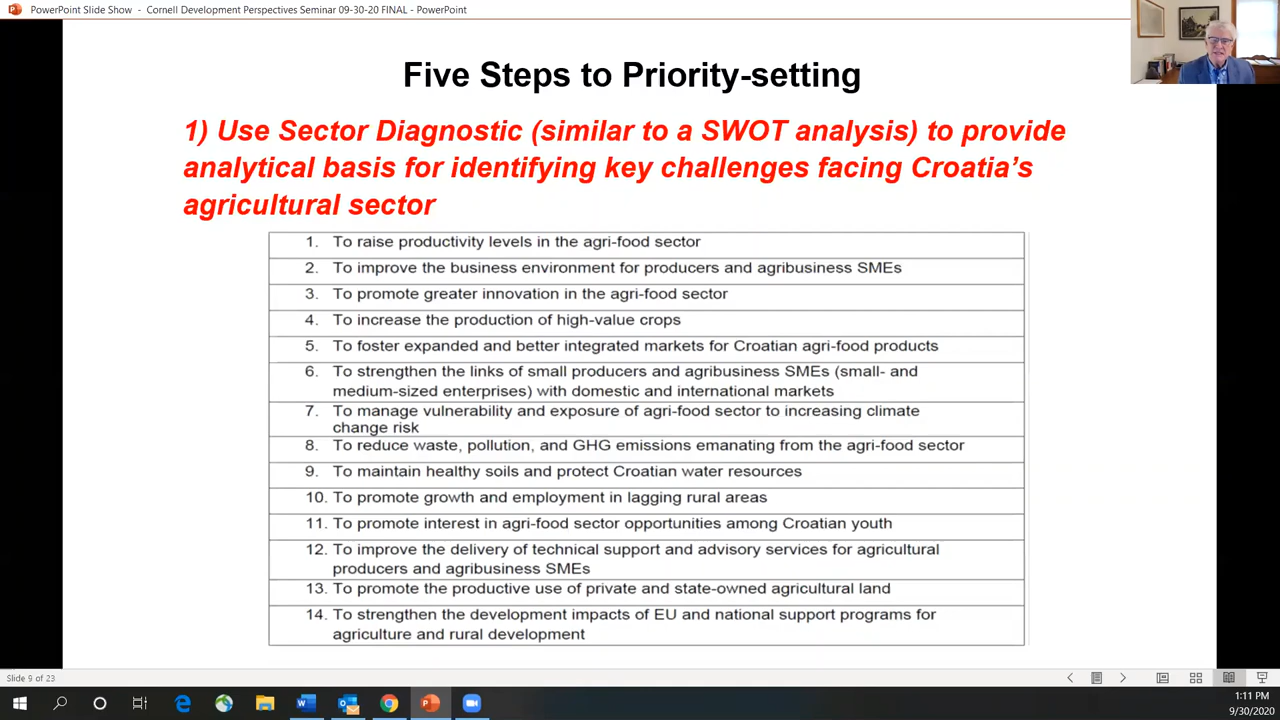 PowerPoint Slide Show - Cornell Development Perspectives Seminar 09-30-20 FINAL - PowerPoint
Five Steps to Priority-setting
1) Use Sector Diagnostic (similar to a SWOT analysis) to provide
analytical basis for identifying key challenges facing Croatia's
agricultural sector
1. To raise productivity levels in the agri-food sector
2. To improve the business environment for producers and agribusiness SMEs
3. To promote greater innovation in the agri-food sector
4. To increase the production of high-value crops
5. To foster expanded and better integrated markets for Croatian agri-food products
6. To strengthen the links of small producers and agribusiness SMEs (small- and
medium-sized enterprises) with domestic and international markets
7. To manage vulnerability and exposure of agri-food sector to increasing climate
change risk
8. To reduce waste, pollution, and GHG emissions emanating from the agri-food sector
9. To maintain healthy soils and protect Croatian water resources
10. To promote growth and employment in lagging rural areas
11. To promote interest in agri-food sector opportunities among Croatian youth
12. To improve the delivery of technical support and advisory services for agricultural
producers and agribusiness SMEs
13. To promote the productive use of private and state-owned agricultural land
14. To strengthen the development impacts of EU and national support programs for
agriculture and rural development
Slide 9 of 23
1:11 PM
9/30/2020